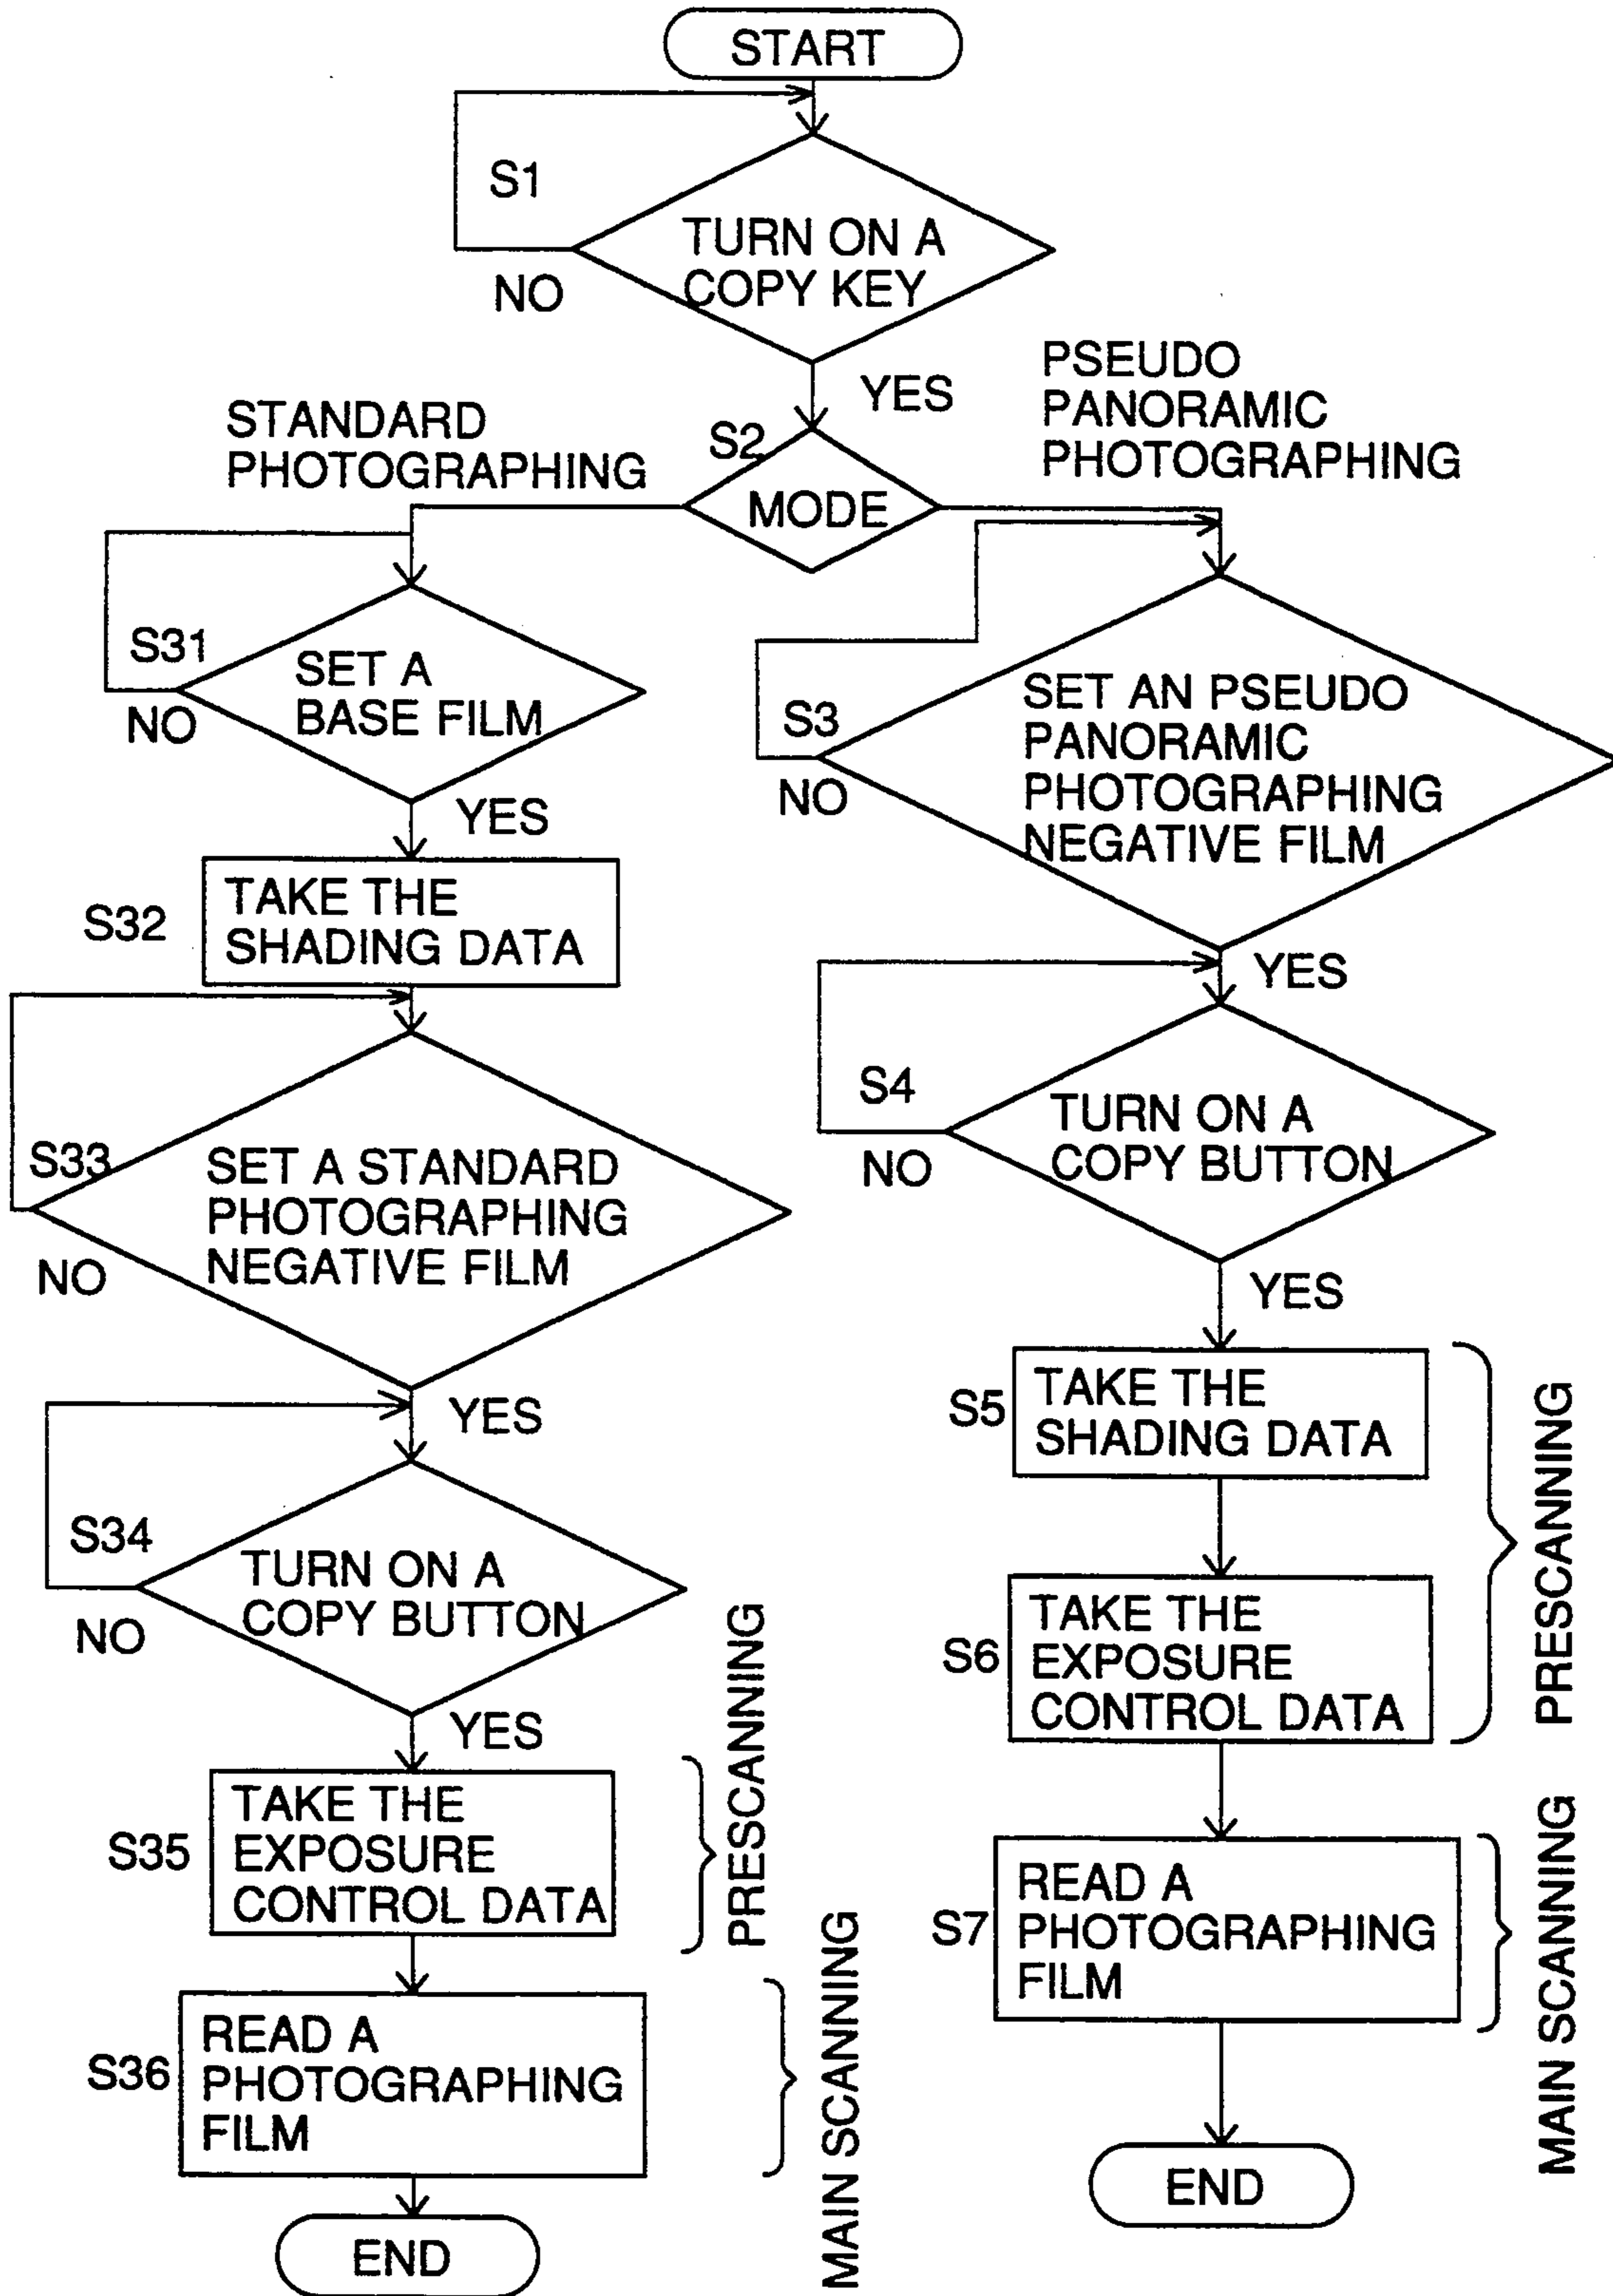 START
S1
TURN ON A
COPY KEY
NO
YES
STANDARD
PHOTOGRAPHING
S2
MODE
PSEUDO
PANORAMIC
PHOTOGRAPHING
S31
SET A
BASE FILM
NO
YES
S32
TAKE THE
SHADING DATA
S33
SET A STANDARD
PHOTOGRAPHING
NEGATIVE FILM
NO
YES
S34
TURN ON A
COPY BUTTON
NO
YES
S35
TAKE THE
EXPOSURE
CONTROL DATA
PRESCANNING
S36
READ A
PHOTOGRAPHING
FILM
MAIN SCANNING
END
S3
SET AN PSEUDO
PANORAMIC
PHOTOGRAPHING
NEGATIVE FILM
NO
YES
S4
TURN ON A
COPY BUTTON
NO
YES
S5
TAKE THE
SHADING DATA
S6
TAKE THE
EXPOSURE
CONTROL DATA
PRESCANNING
S7
READ A
PHOTOGRAPHING
FILM
MAIN SCANNING
END